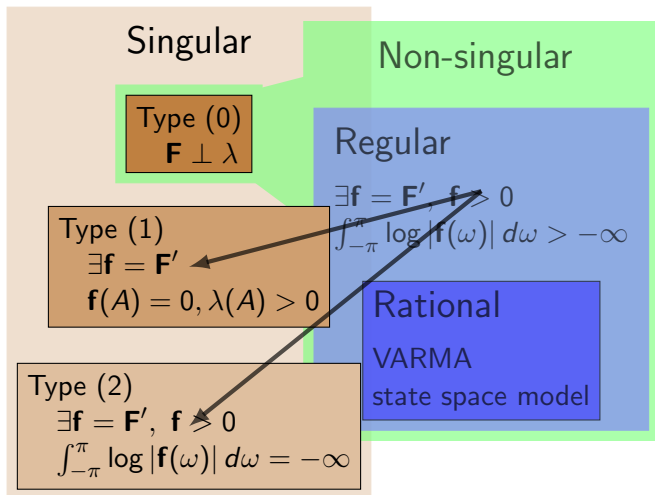 Singular
Non-singular
Type (0)
F ⊥ λ
Regular
∃f = F′, f > 0
∫_{-π}^{π} log |f(ω)| dω > −∞
Type (1)
∃f = F′
f(A) = 0, λ(A) > 0
Rational
VARMA
state space model
Type (2)
∃f = F′, f > 0
∫_{-π}^{π} log |f(ω)| dω = −∞